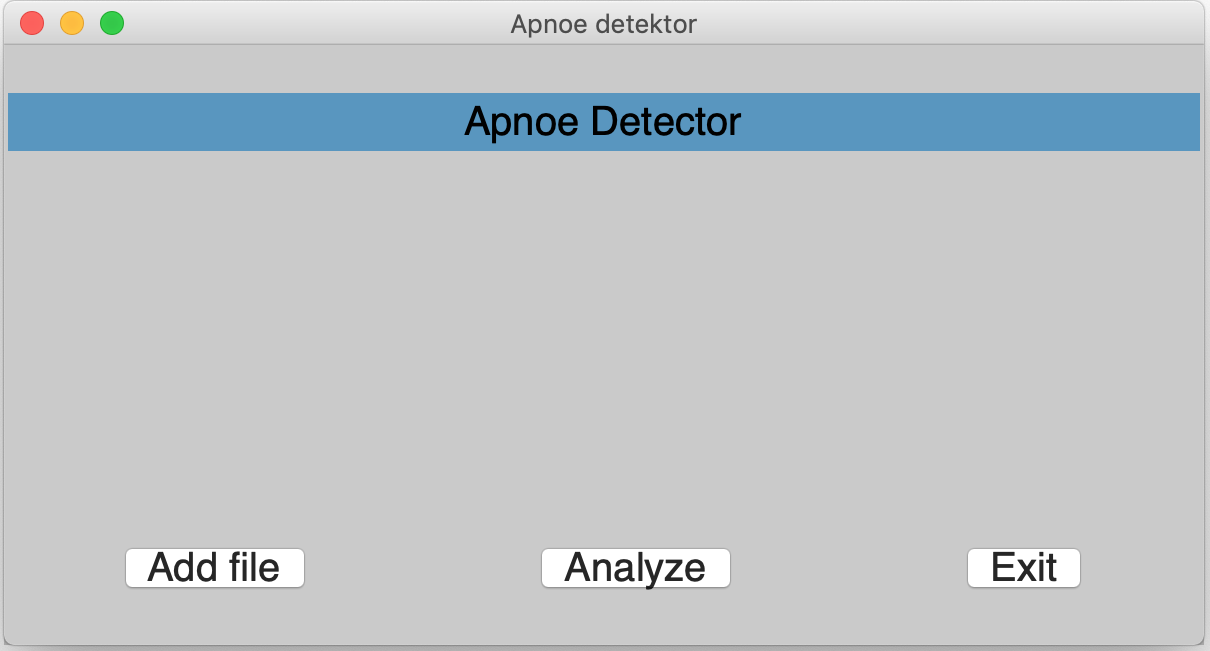 Apnoe detektor
Apnoe Detector
Add file Analyze Exit